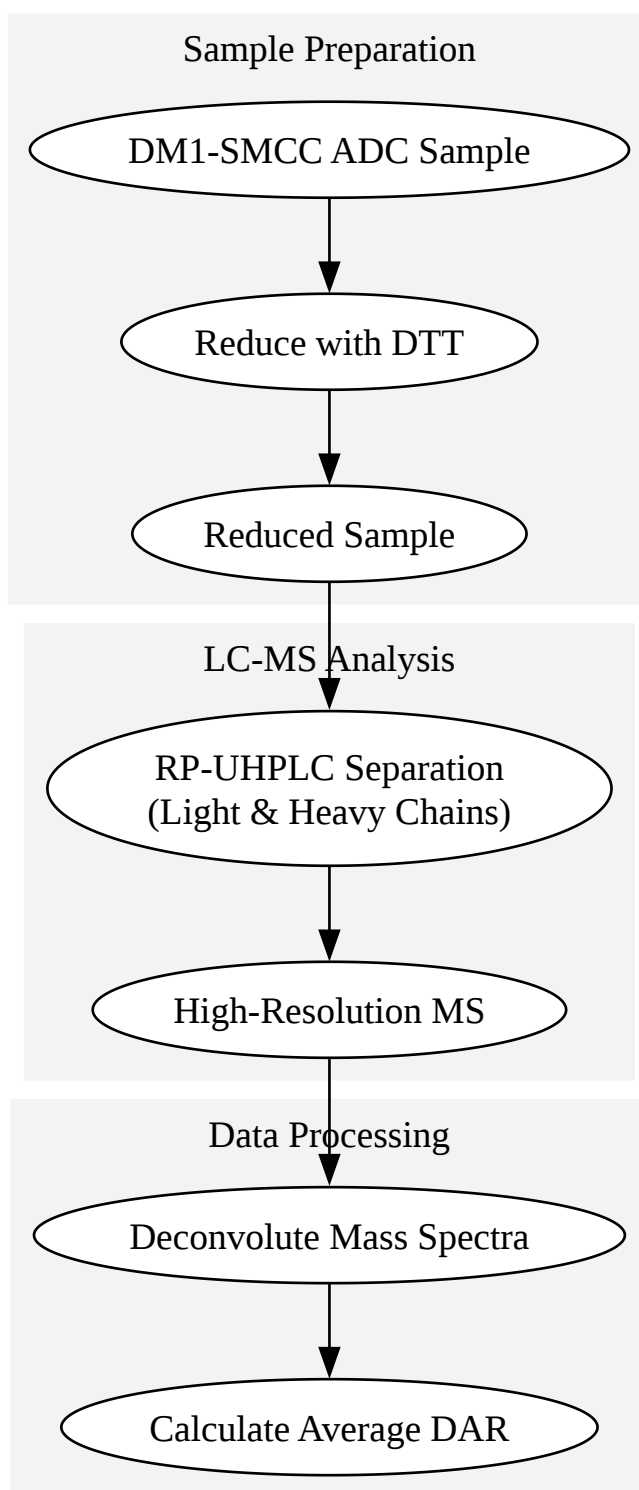 Sample Preparation
DM1-SMCC ADC Sample
Reduce with DTT
Reduced Sample
LC-MS Analysis
RP-UHPLC Separation
(Light & Heavy Chains)
High-Resolution MS
Data Processing
Deconvolute Mass Spectra
Calculate Average DAR